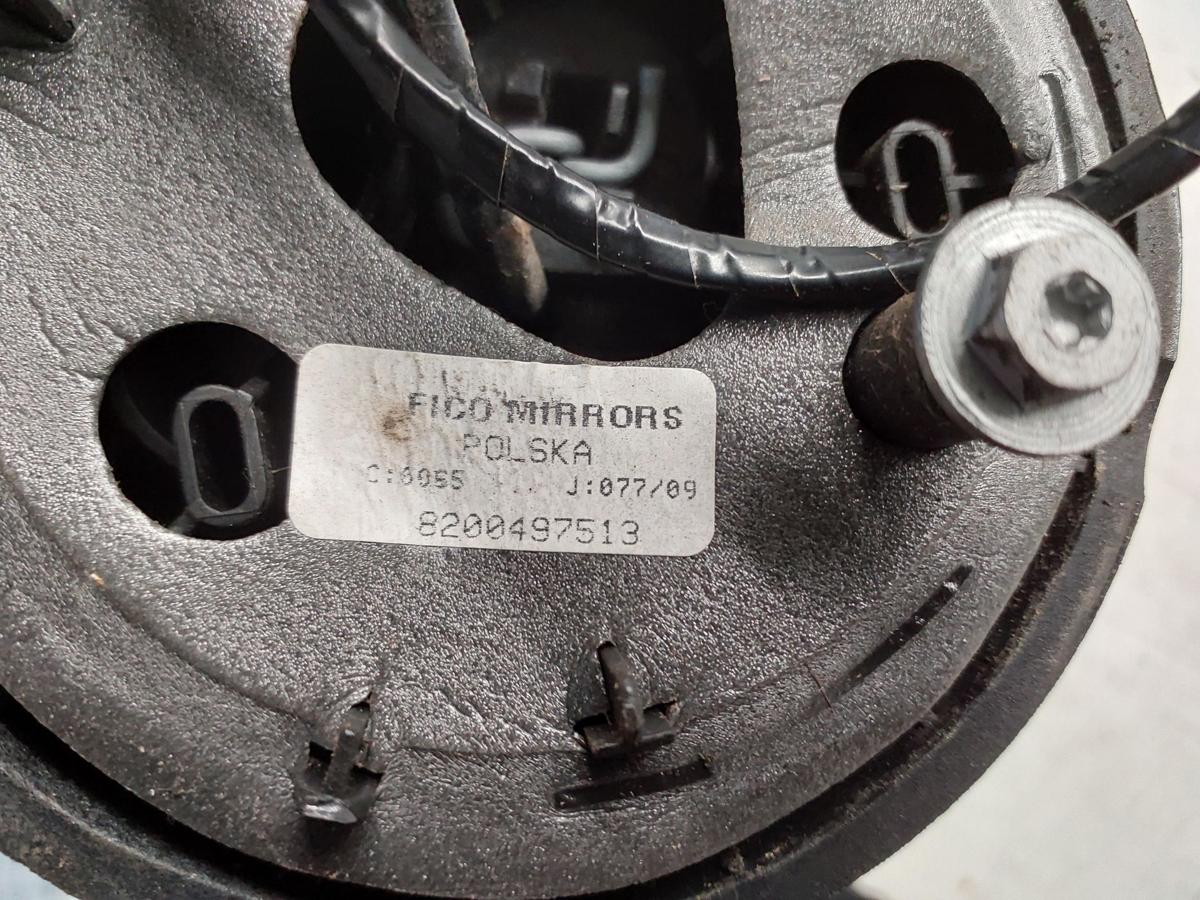 FICO MIRRORS
POLSKA
C:0055 J:077/09
8200497513